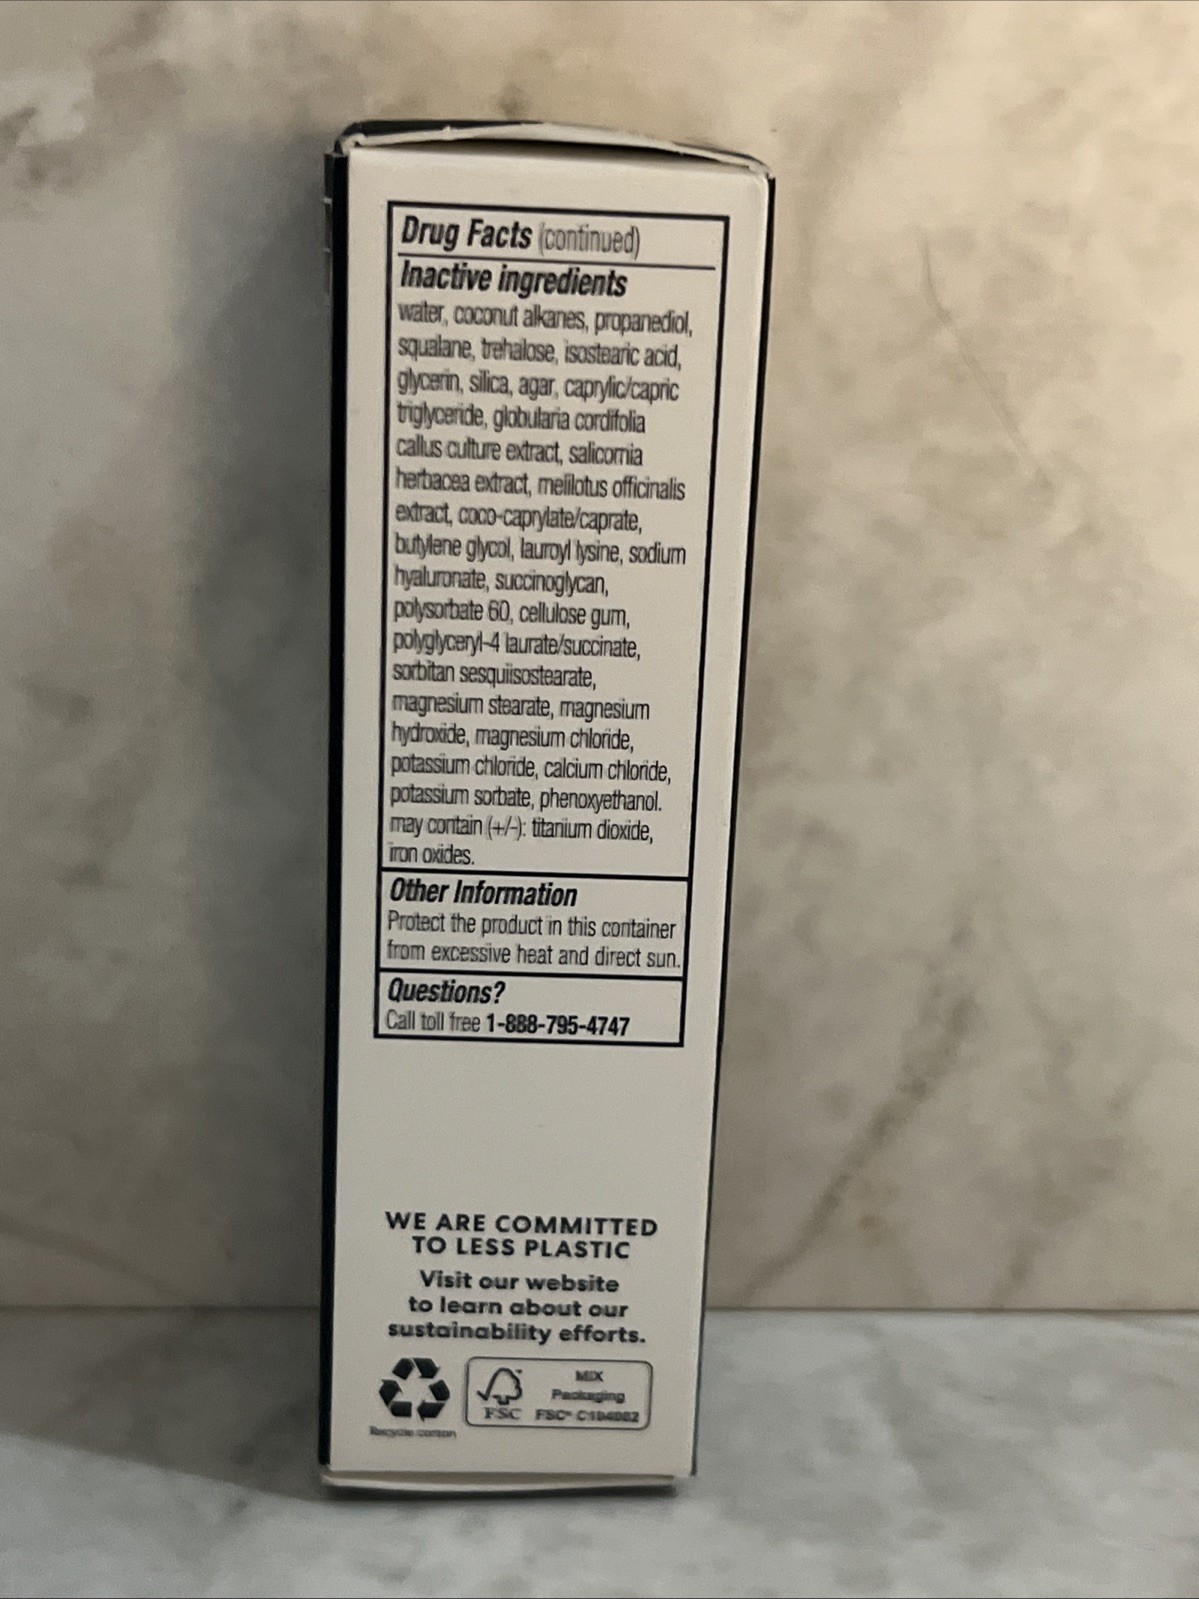 Drug Facts (continued)
Inactive ingredients
water, coconut alkanes, propanediol,
squalane, trehalose, isostearic acid,
glycerin, silica, agar, caprylic/capric
triglyceride, globularia cordifolia
callus culture extract, salicornia
herbacea extract, melilotus officinalis
extract, coco-caprylate/caprate,
butylene glycol, lauroyl lysine, sodium
hyaluronate, succinoglycan,
polysorbate 60, cellulose gum,
polyglyceryl-4 laurate/succinate,
sorbitan sesquiisostearate,
magnesium stearate, magnesium
hydroxide, magnesium chloride,
potassium chloride, calcium chloride,
potassium sorbate, phenoxyethanol.
may contain (+/-): titanium dioxide,
iron oxides.
Other Information
Protect the product in this container
from excessive heat and direct sun.
Questions?
Call toll free 1-888-795-4747
WE ARE COMMITTED
TO LESS PLASTIC
Visit our website
to learn about our
sustainability efforts.
MIX
Packaging
FSC FSC®
Recycle carton